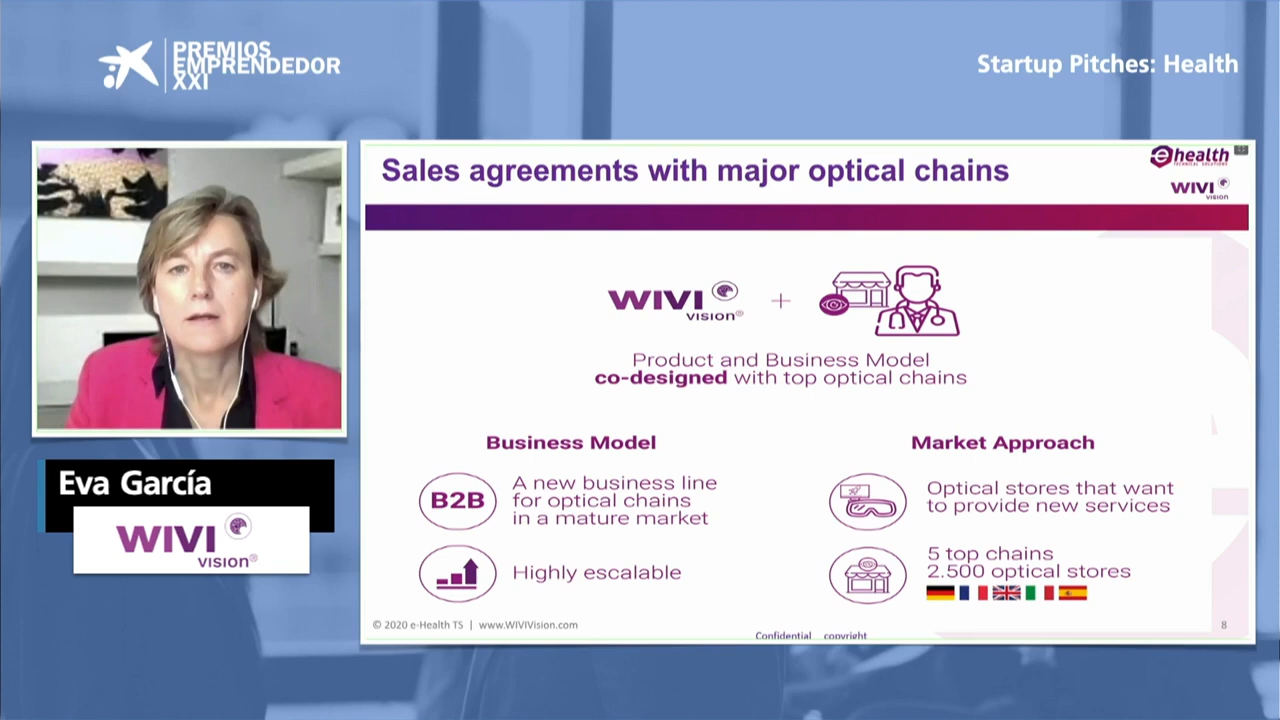 PREMIOS
EMPRENDEDOR
XXI
Startup Pitches: Health
Sales agreements with major optical chains
ehealth
TECHNICAL SOLUTIONS
WIVI
vision
WIVI
vision®
+
Product and Business Model
co-designed with top optical chains
Business Model
B2B
A new business line
for optical chains
in a mature market
Highly escalable
Market Approach
Optical stores that want
to provide new services
5 top chains
2.500 optical stores
© 2020 e-Health TS | www.WIVIVision.com
Confidential copyright
8
Eva García
WIVI
vision®